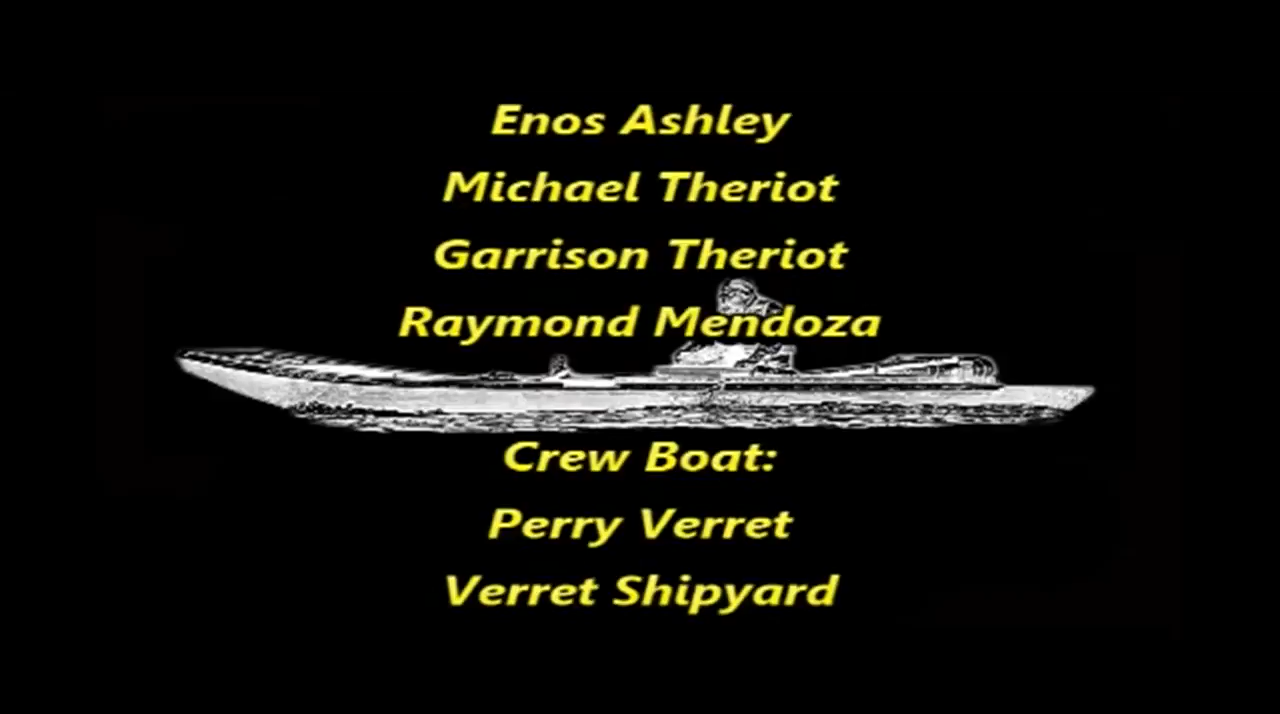 Enos Ashley
Michael Theriot
Garrison Theriot
Raymond Mendoza
Crew Boat:
Perry Verret
Verret Shipyard